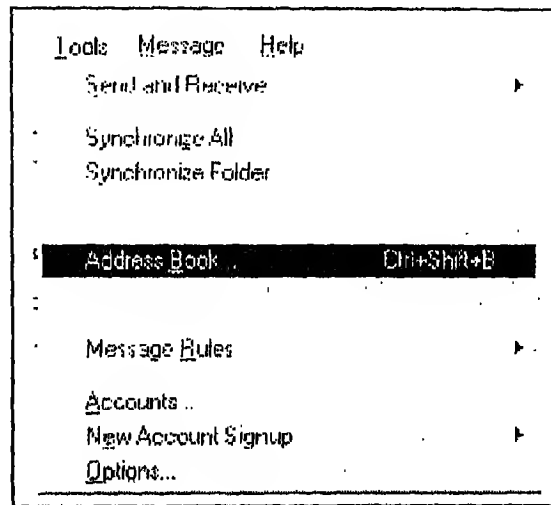 Tools Message Help
Send and Receive
Synchronize All
Synchronize Folder
Address Book... Ctrl+Shift+B
Message Rules
Accounts...
New Account Signup
Options...